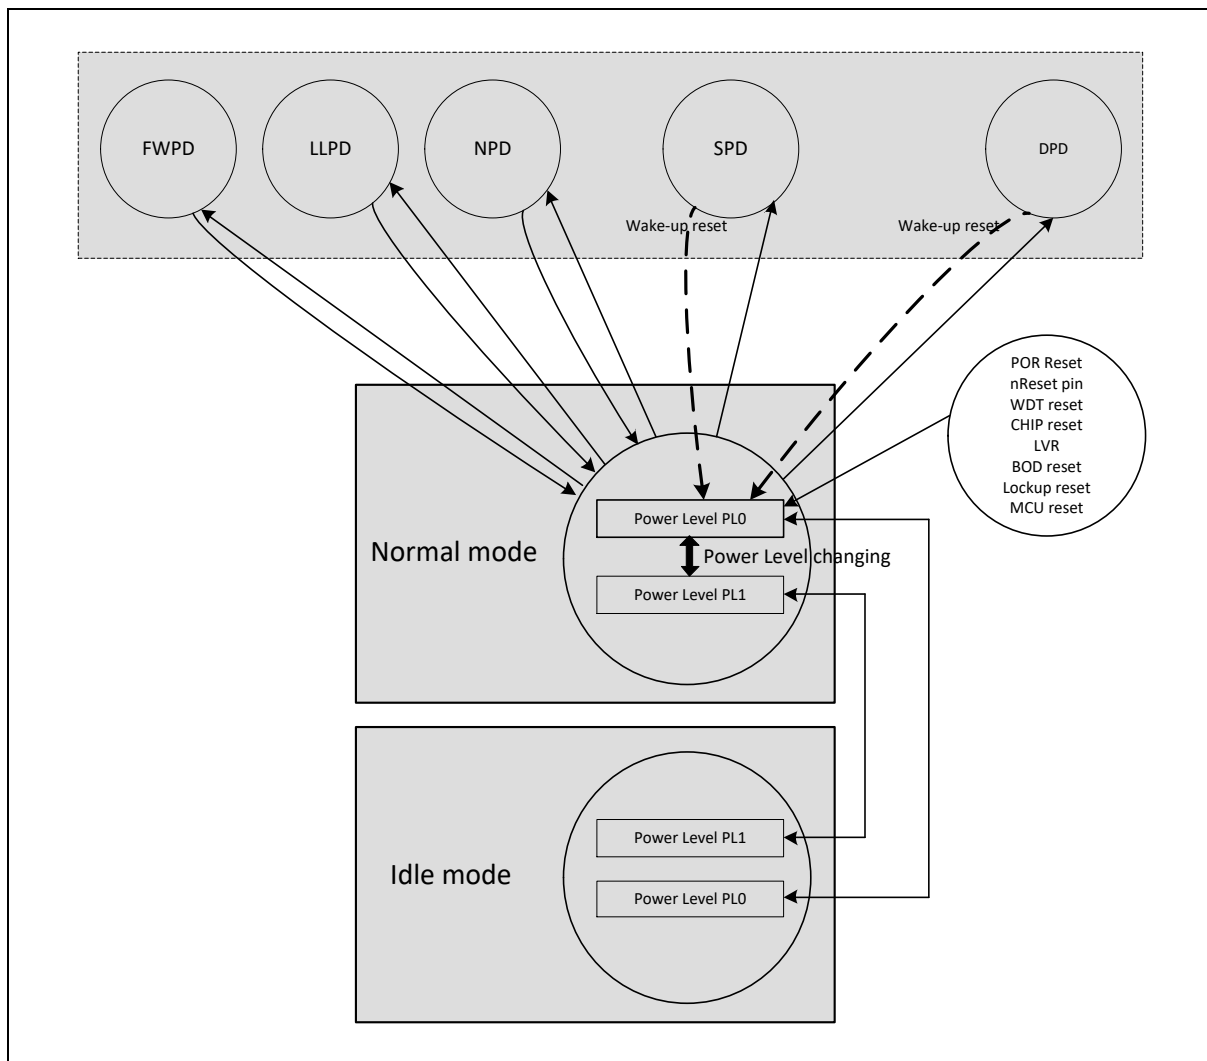 FWPD
LLPD
NPD
SPD
DPD
Wake-up reset
Wake-up reset
POR Reset
nReset pin
WDT reset
CHIP reset
LVR
BOD reset
Lockup reset
MCU reset
Normal mode
Power Level PL0
Power Level changing
Power Level PL1
Idle mode
Power Level PL1
Power Level PL0